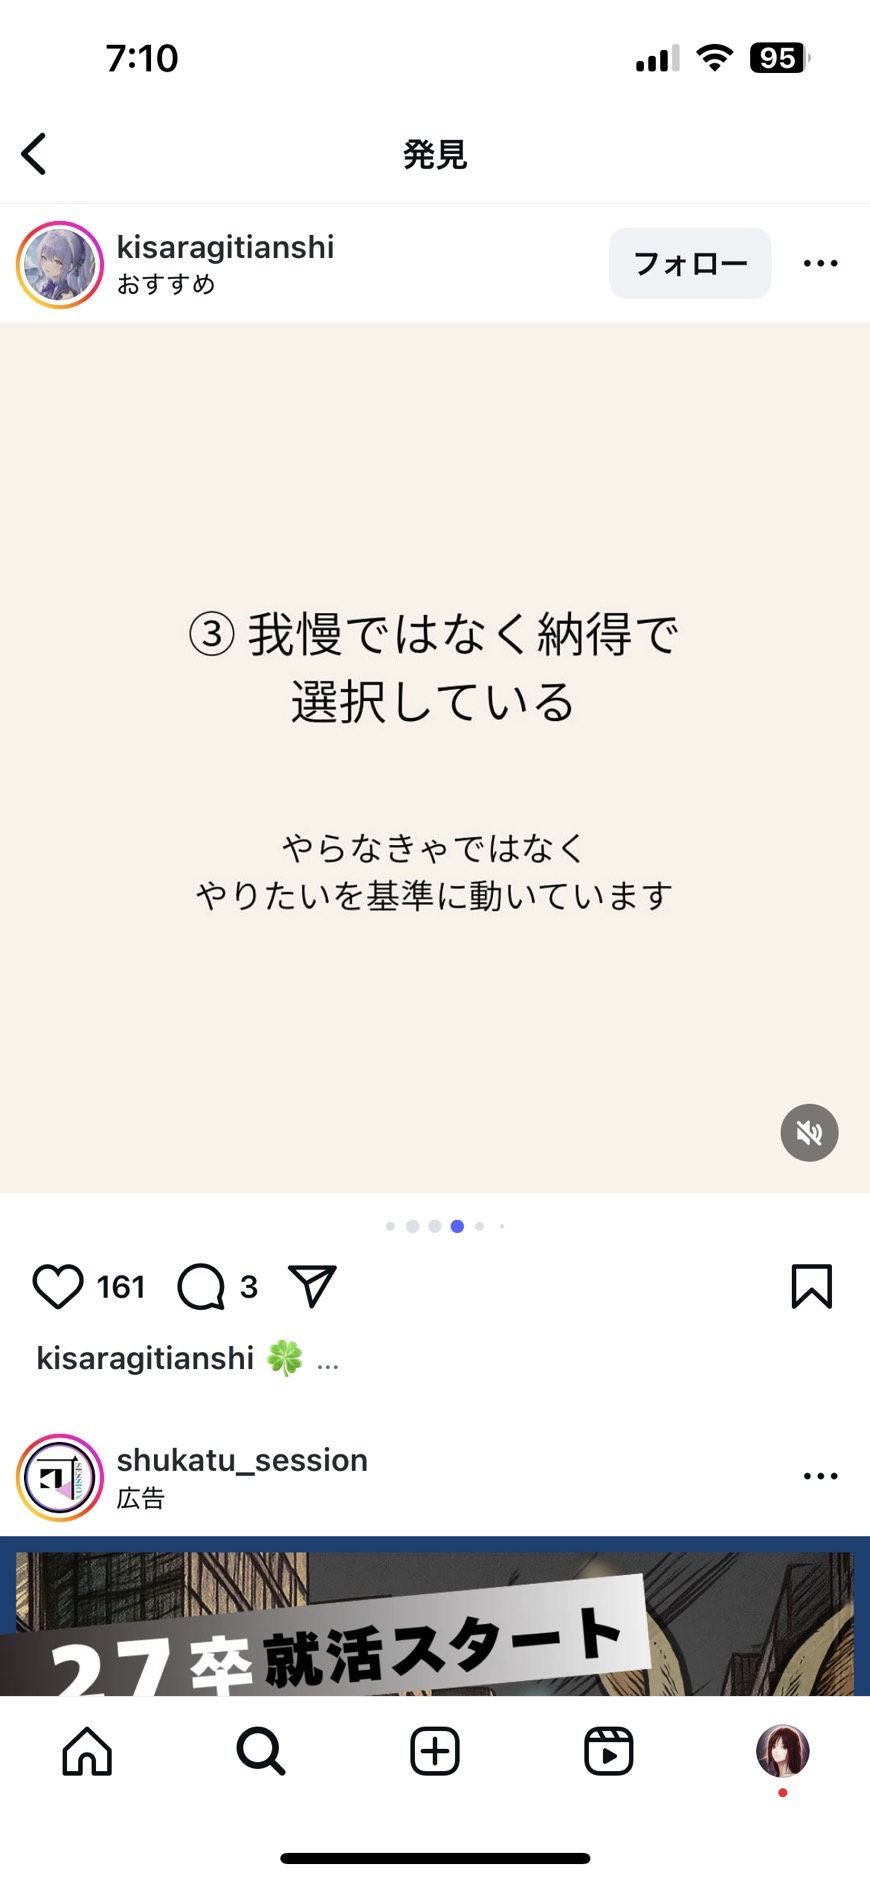 7:10
95
発見
kisaragitianshi
おすすめ
フォロー
③ 我慢ではなく納得で
選択している
やらなきゃではなく
やりたいを基準に動いています
161
3
kisaragitianshi 🍀 ...
shukatu_session
広告
SESSION
27卒就活スタート